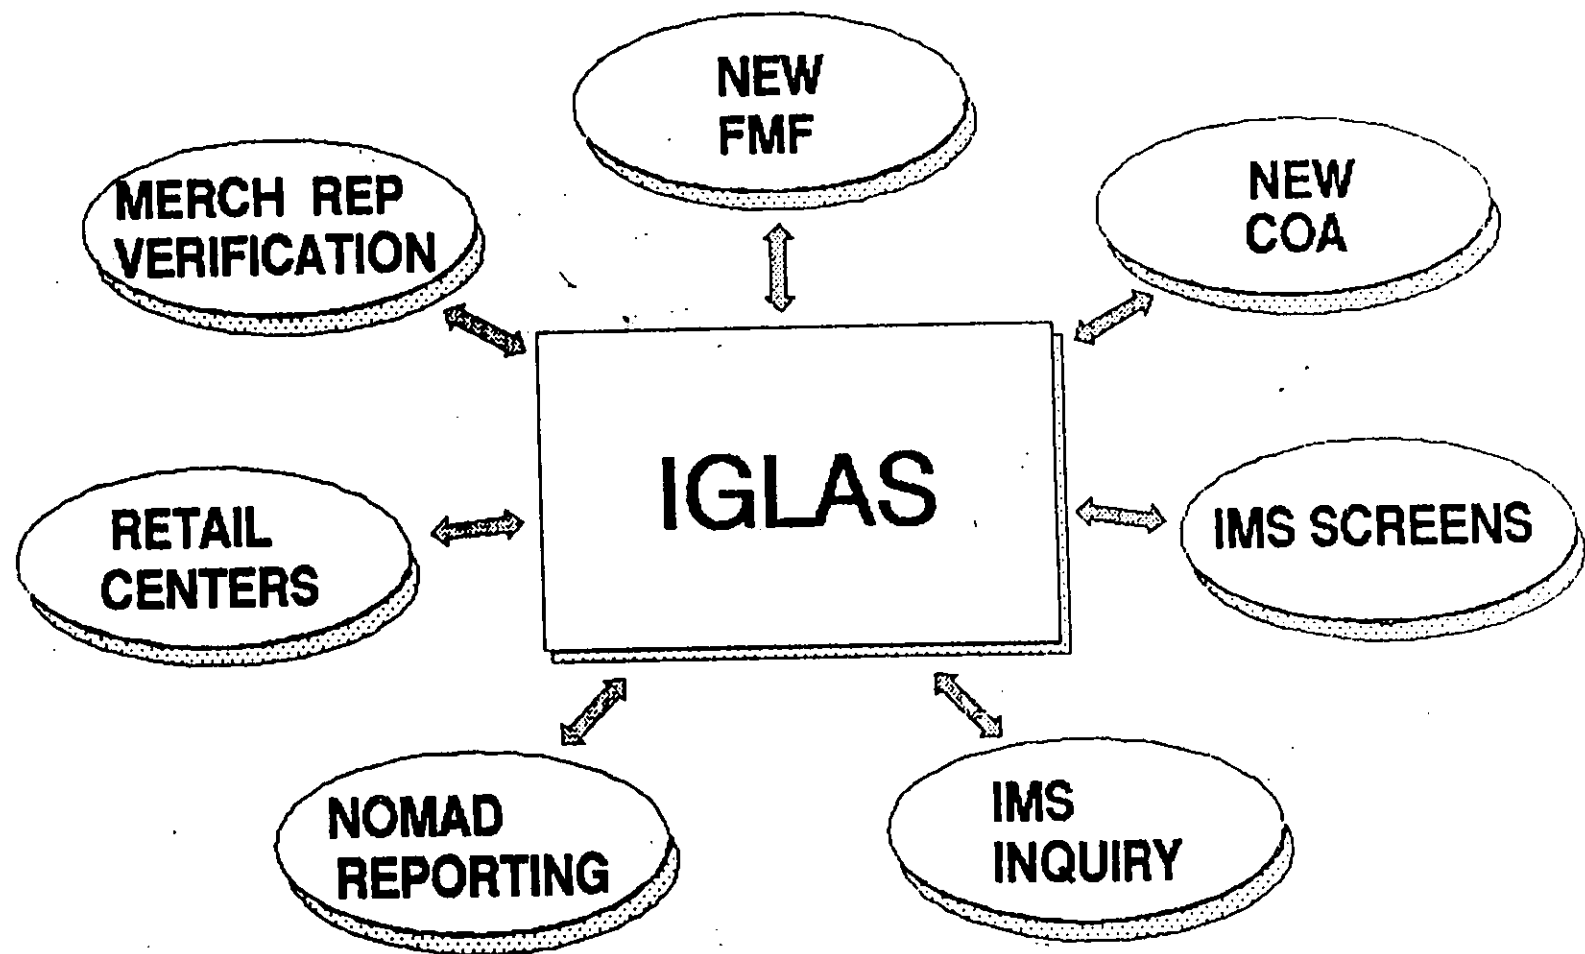 NEW
FMF
MERCH REP
VERIFICATION
NEW
COA
IGLAS
RETAIL
CENTERS
IMS SCREENS
NOMAD
REPORTING
IMS
INQUIRY